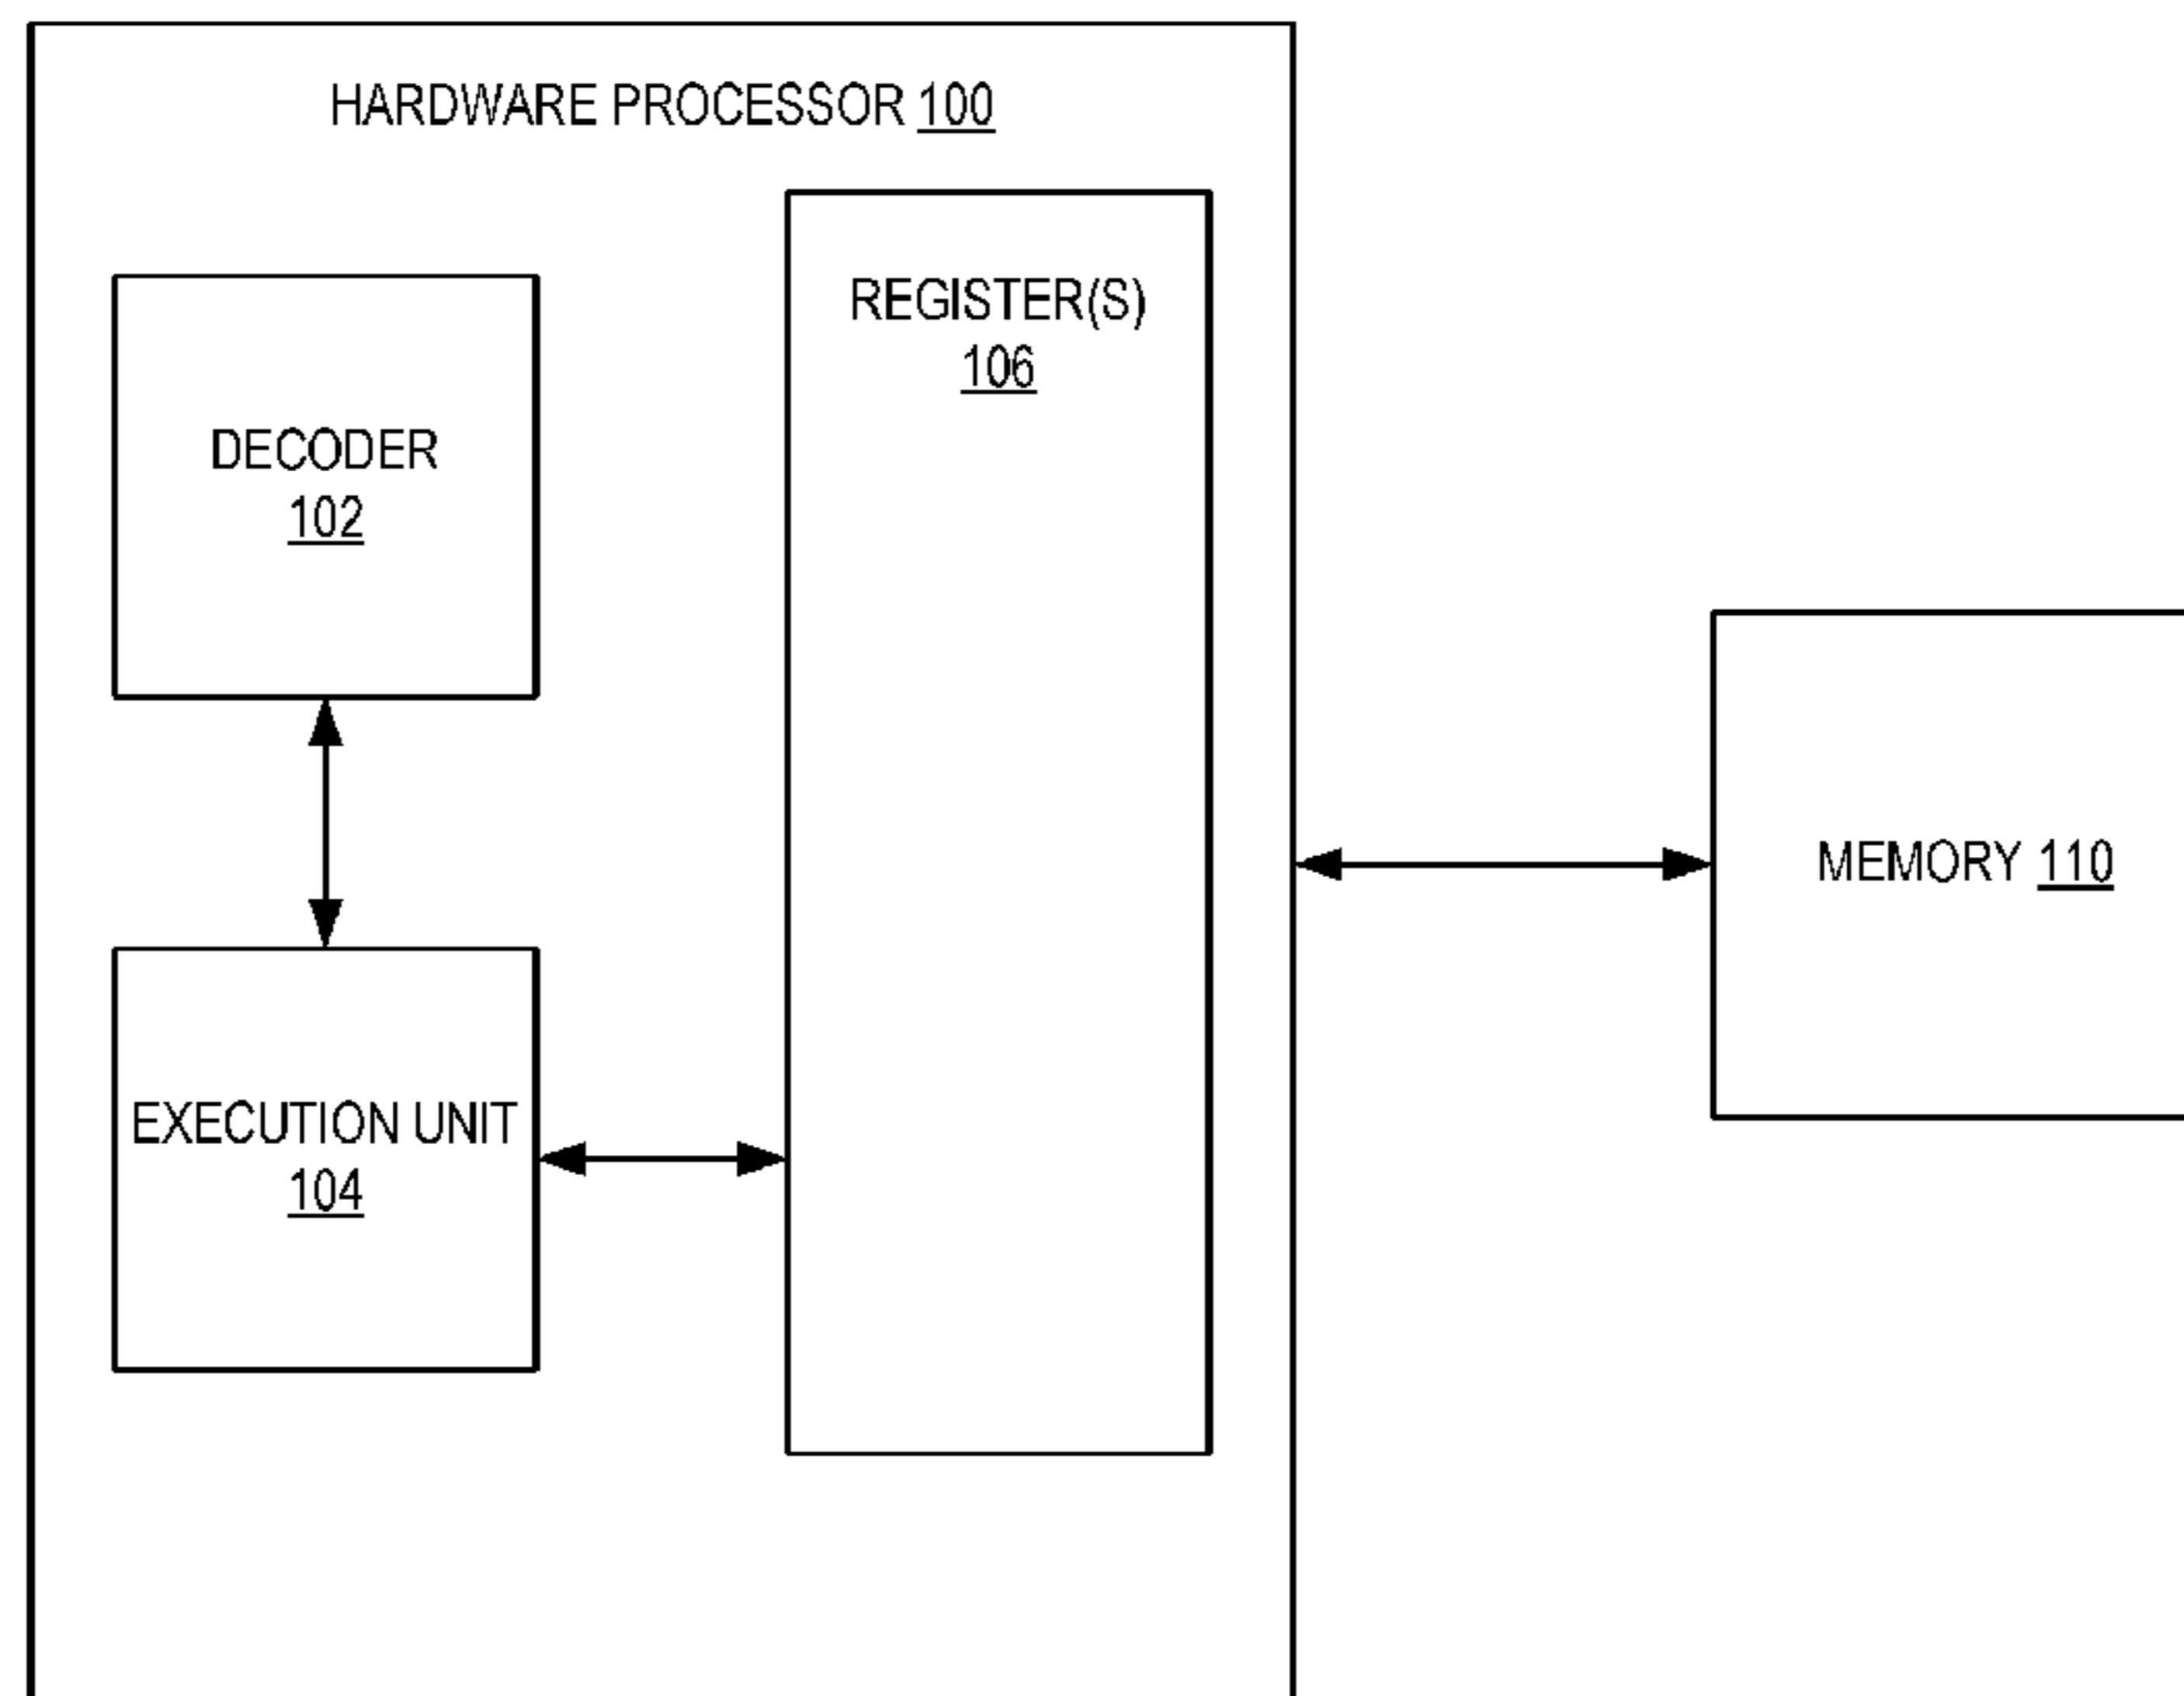 HARDWARE PROCESSOR 100
REGISTER(S)
106
DECODER
102
MEMORY 110
EXECUTION UNIT
104